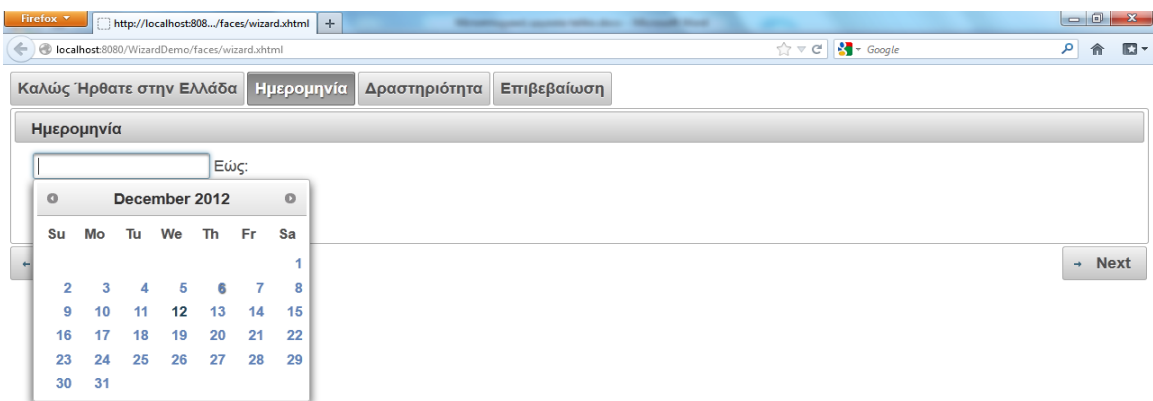 Firefox
http://localhost:808.../faces/wizard.xhtml
localhost:8080/WizardDemo/faces/wizard.xhtml
Google
Καλώς Ήρθατε στην Ελλάδα Ημερομηνία Δραστηριότητα Επιβεβαίωση
Ημερομηνία
Εώς:
December 2012
Su Mo Tu We Th Fr Sa
1
2 3 4 5 6 7 8
9 10 11 12 13 14 15
16 17 18 19 20 21 22
23 24 25 26 27 28 29
30 31
Next